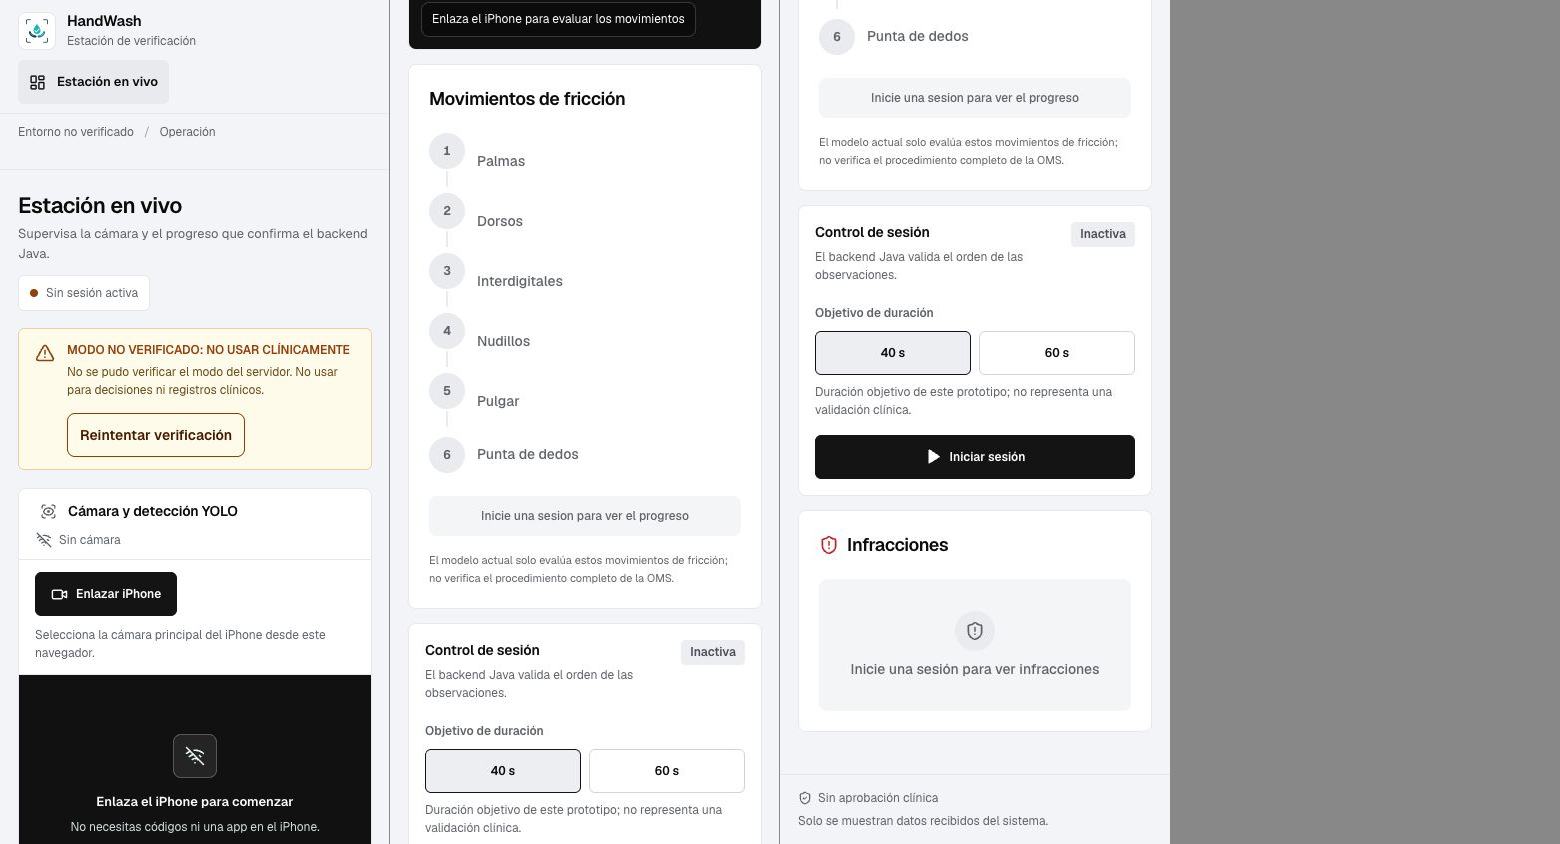 HandWash
Estación de verificación
Estación en vivo
Entorno no verificado / Operación
Estación en vivo
Supervisa la cámara y el progreso que confirma el backend
Java.
Sin sesión activa
MODO NO VERIFICADO: NO USAR CLÍNICAMENTE
No se pudo verificar el modo del servidor. No usar
para decisiones ni registros clínicos.
Reintentar verificación
Cámara y detección YOLO
Sin cámara
Enlazar iPhone
Selecciona la cámara principal del iPhone desde este
navegador.
Enlaza el iPhone para comenzar
No necesitas códigos ni una app en el iPhone.
Enlaza el iPhone para evaluar los movimientos
Movimientos de fricción
1 Palmas
2 Dorsos
3 Interdigitales
4 Nudillos
5 Pulgar
6 Punta de dedos
Inicie una sesion para ver el progreso
El modelo actual solo evalúa estos movimientos de fricción;
no verifica el procedimiento completo de la OMS.
Control de sesión
Inactiva
El backend Java valida el orden de las
observaciones.
Objetivo de duración
40 s
60 s
Duración objetivo de este prototipo; no representa una
validación clínica.
6 Punta de dedos
Inicie una sesion para ver el progreso
El modelo actual solo evalúa estos movimientos de fricción;
no verifica el procedimiento completo de la OMS.
Control de sesión
Inactiva
El backend Java valida el orden de las
observaciones.
Objetivo de duración
40 s
60 s
Duración objetivo de este prototipo; no representa una
validación clínica.
Iniciar sesión
Infracciones
Inicie una sesión para ver infracciones
Sin aprobación clínica
Solo se muestran datos recibidos del sistema.